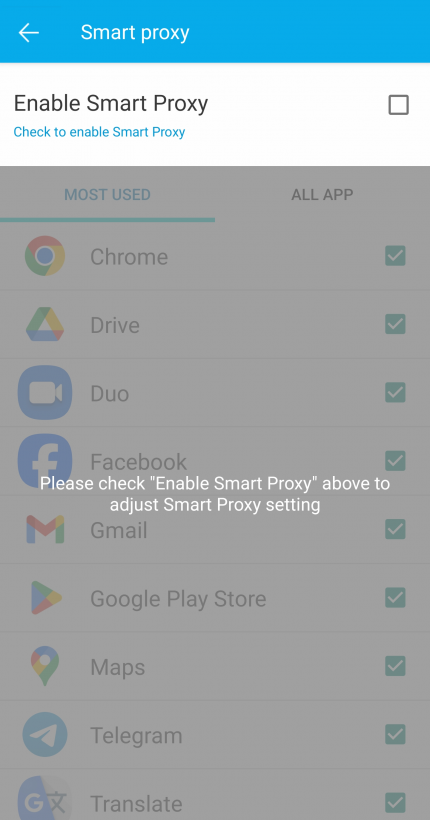 Smart proxy
Enable Smart Proxy
Check to enable Smart Proxy
MOST USED
ALL APP
Chrome
Drive
Duo
Facebook
Please check "Enable Smart Proxy" above to
adjust Smart Proxy setting
Gmail
Google Play Store
Maps
Telegram
Translate